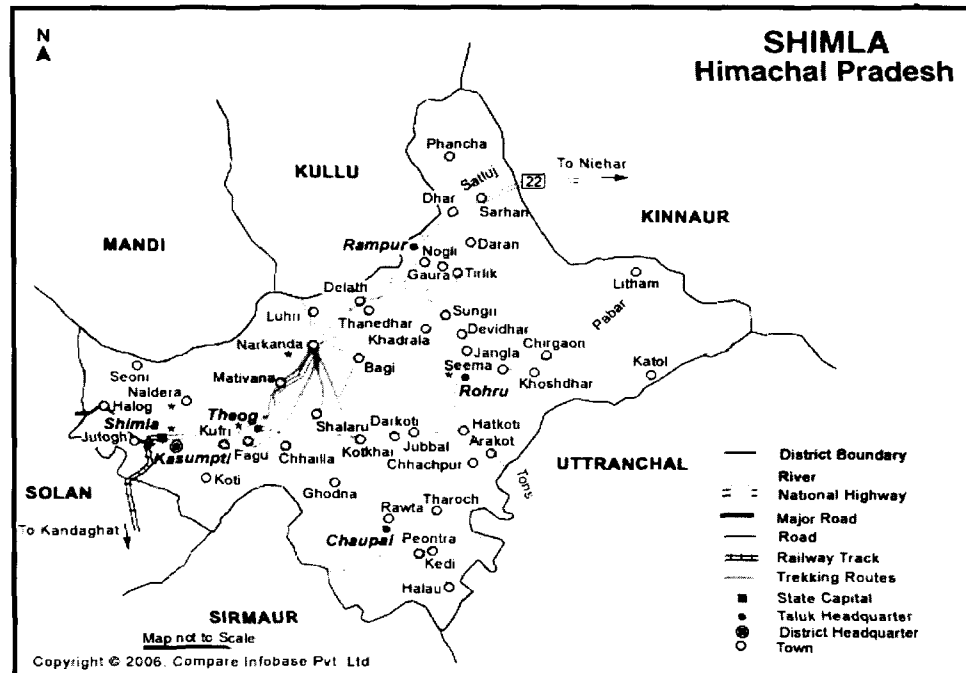 N
SHIMLA
Himachal Pradesh
Phancha
To Niehar
KULLU
Satluj
22
Dhar
Sarhan
KINNAUR
MANDI
Rampur
Daran
Nogli
Gaura
Tirlik
Litham
Delath
Luhri
Thanedhar
Sungri
Pabar
Khadrala
Devidhar
Narkanda
Jangla
Chirgaon
Bagi
Seema
Katol
Seoni
Mativana
Khoshdhar
Rohru
Naldera
Halog
Theog
Shimla
Shalaru
Darkoti
Hatkoti
Jutogh
Kufri
Jubbal
Arakot
Kasumpti
Fagu
Chhailla
Kotkhai
Chhachpur
UTTRANCHAL
District Boundary
SOLAN
Koti
Ghodna
Tons
River
National Highway
To Kandaghat
Rawta
Tharoch
Major Road
Chaupal
Road
Peontra
Railway Track
Kedi
Trekking Routes
Halau
State Capital
SIRMAUR
Taluk Headquarter
District Headquarter
Map not to Scale
Town
Copyright © 2006. Compare Infobase Pvt Ltd